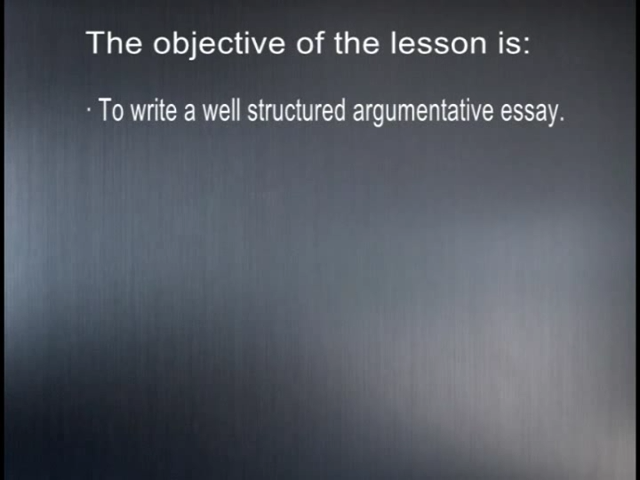 The objective of the lesson is:
· To write a well structured argumentative essay.